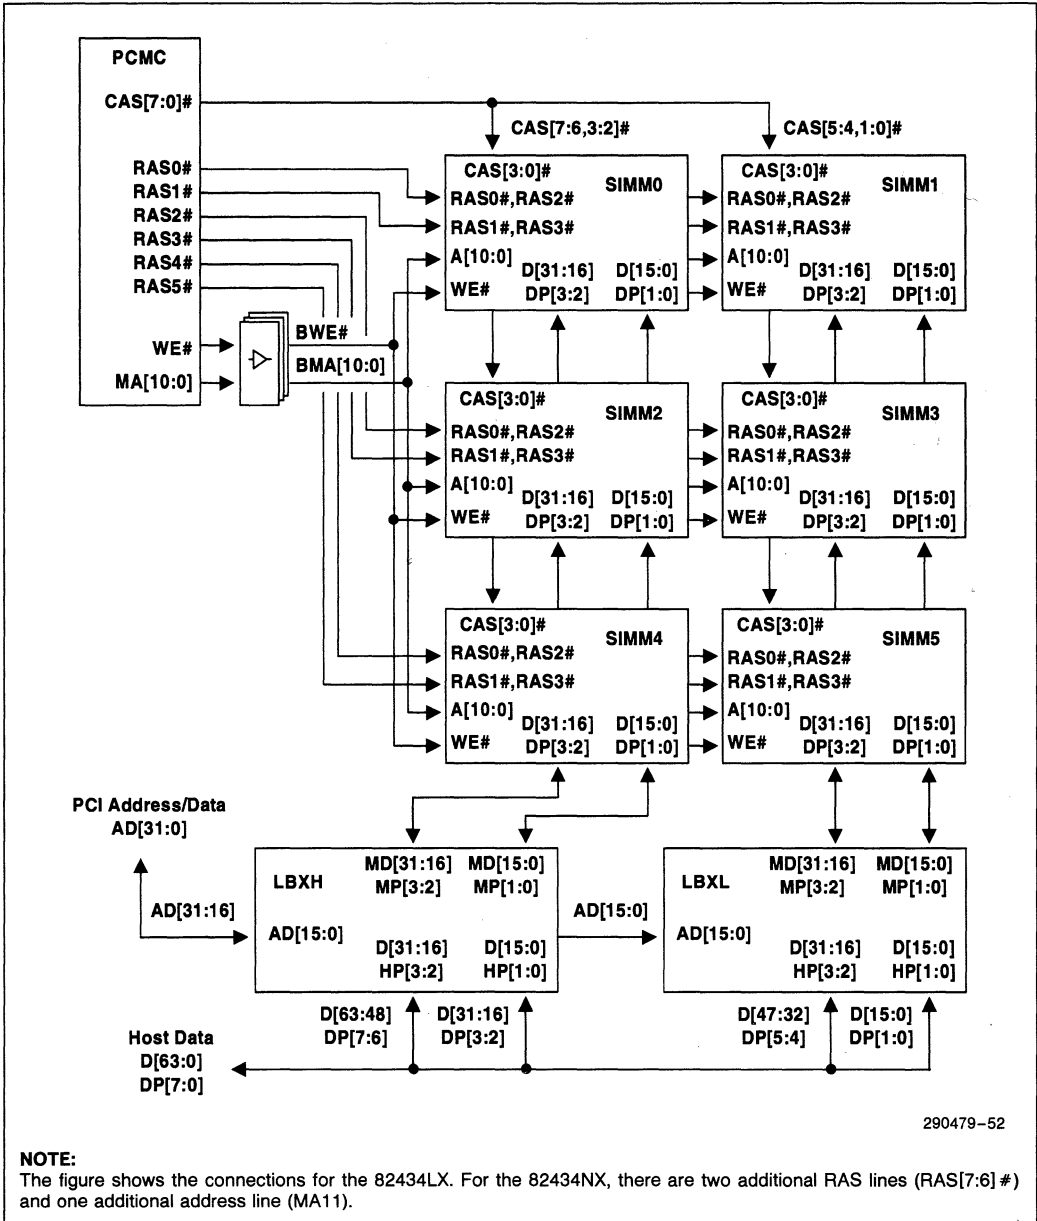 PCMC
CAS[7:0]#
CAS[7:6,3:2]#
CAS[5:4,1:0]#
RAS0#
RAS1#
RAS2#
RAS3#
RAS4#
RAS5#
WE#
MA[10:0]
BWE#
BMA[10:0]
CAS[3:0]#
SIMM0
RAS0#,RAS2#
RAS1#,RAS3#
A[10:0]
D[31:16] D[15:0]
WE#
DP[3:2] DP[1:0]
CAS[3:0]#
SIMM1
RAS0#,RAS2#
RAS1#,RAS3#
A[10:0]
D[31:16] D[15:0]
WE#
DP[3:2] DP[1:0]
CAS[3:0]#
SIMM2
RAS0#,RAS2#
RAS1#,RAS3#
A[10:0]
D[31:16] D[15:0]
WE#
DP[3:2] DP[1:0]
CAS[3:0]#
SIMM3
RAS0#,RAS2#
RAS1#,RAS3#
A[10:0]
D[31:16] D[15:0]
WE#
DP[3:2] DP[1:0]
CAS[3:0]#
SIMM4
RAS0#,RAS2#
RAS1#,RAS3#
A[10:0]
D[31:16] D[15:0]
WE#
DP[3:2] DP[1:0]
CAS[3:0]#
SIMM5
RAS0#,RAS2#
RAS1#,RAS3#
A[10:0]
D[31:16] D[15:0]
WE#
DP[3:2] DP[1:0]
PCI Address/Data
AD[31:0]
AD[31:16]
LBXH
MD[31:16] MD[15:0]
MP[3:2] MP[1:0]
AD[15:0]
D[31:16] D[15:0]
HP[3:2] HP[1:0]
AD[15:0]
LBXL
MD[31:16] MD[15:0]
MP[3:2] MP[1:0]
AD[15:0]
D[31:16] D[15:0]
HP[3:2] HP[1:0]
D[63:48] D[31:16]
DP[7:6] DP[3:2]
D[47:32] D[15:0]
DP[5:4] DP[1:0]
Host Data
D[63:0]
DP[7:0]
290479–52
NOTE:
The figure shows the connections for the 82434LX. For the 82434NX, there are two additional RAS lines (RAS[7:6]#)
and one additional address line (MA11).